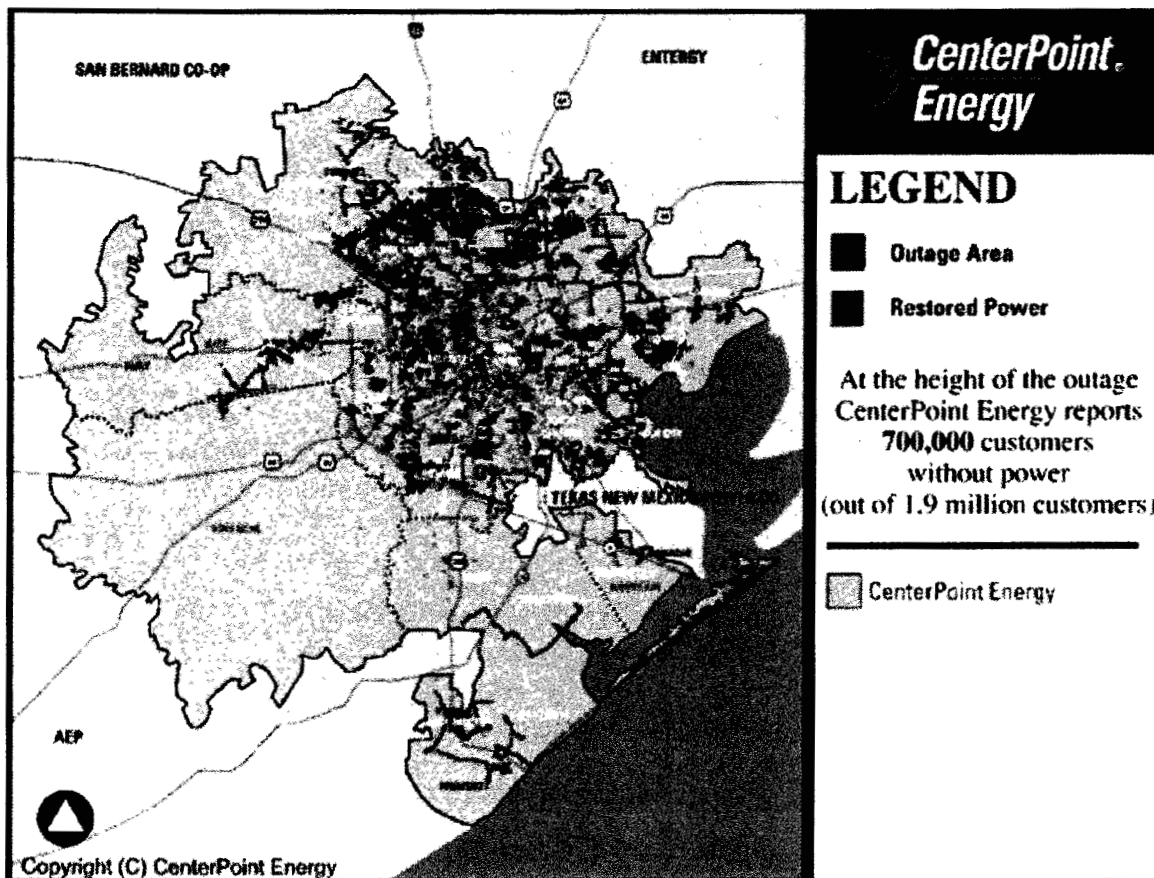 SAN BERNARD CO-OP
ENTERGY
TEXAS NEW MEXICO
AEP
Copyright (C) CenterPoint Energy
CenterPoint.
Energy
LEGEND
Outage Area
Restored Power
At the height of the outage
CenterPoint Energy reports
700,000 customers
without power
(out of 1.9 million customers)
CenterPoint Energy